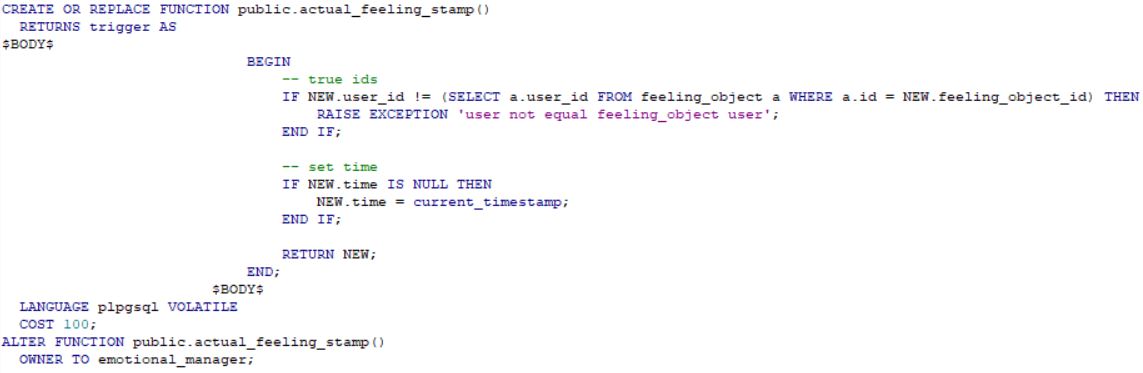 CREATE OR REPLACE FUNCTION public.actual_feeling_stamp()
  RETURNS trigger AS
$BODY$
                            BEGIN
                                -- true ids
                                IF NEW.user_id != (SELECT a.user_id FROM feeling_object a WHERE a.id = NEW.feeling_object_id) THEN
                                    RAISE EXCEPTION 'user not equal feeling_object user';
                                END IF;

                                -- set time
                                IF NEW.time IS NULL THEN
                                    NEW.time = current_timestamp;
                                END IF;

                                RETURN NEW;
                            END;
                        $BODY$
  LANGUAGE plpgsql VOLATILE
  COST 100;
ALTER FUNCTION public.actual_feeling_stamp()
  OWNER TO emotional_manager;